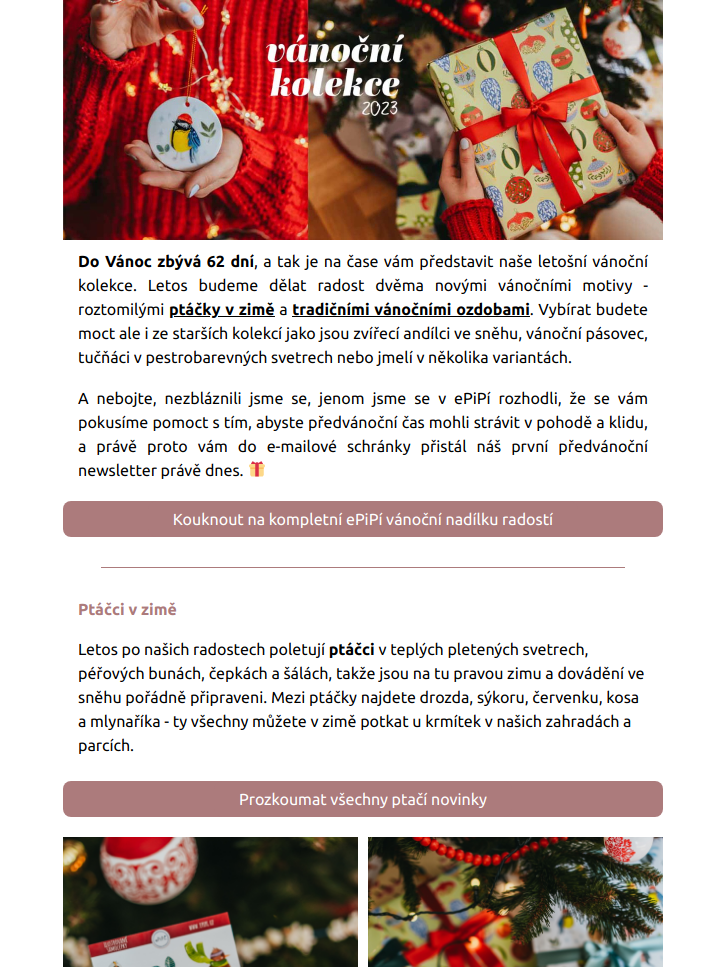 vánoční
kolekce
2023
Do Vánoc zbývá 62 dní, a tak je na čase vám představit naše letošní vánoční
kolekce. Letos budeme dělat radost dvěma novými vánočními motivy -
roztomilými ptáčky v zimě a tradičními vánočními ozdobami. Vybírat budete
moct ale i ze starších kolekcí jako jsou zvířecí andílci ve sněhu, vánoční pásovec,
tučňáci v pestrobarevných svetrech nebo jmelí v několika variantách.
A nebojte, nezbláznili jsme se, jenom jsme se v ePiPí rozhodli, že se vám
pokusíme pomoct s tím, abyste předvánoční čas mohli strávit v pohodě a klidu,
a právě proto vám do e-mailové schránky přistál náš první předvánoční
newsletter právě dnes. 🎁
Kouknout na kompletní ePiPí vánoční nadílku radostí
Ptáčci v zimě
Letos po našich radostech poletují ptáčci v teplých pletených svetrech,
péřových bunách, čepkách a šálách, takže jsou na tu pravou zimu a dovádění ve
sněhu pořádně připraveni. Mezi ptáčky najdete drozda, sýkoru, červenku, kosa
a mlynaříka - ty všechny můžete v zimě potkat u krmítek v našich zahradách a
parcích.
Prozkoumat všechny ptačí novinky